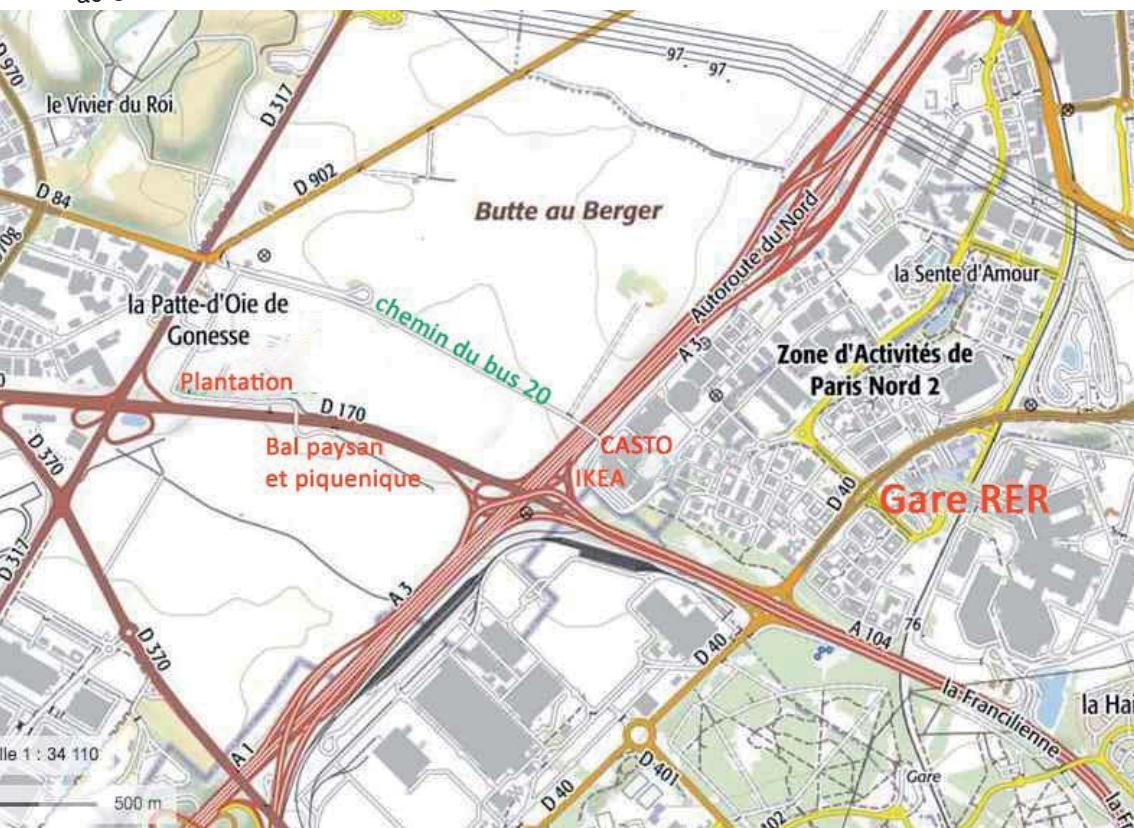 97
97
D 970
le Vivier du Roi
D 317
D 902
D 84
Butte au Berger
Autoroute du Nord
A 3
la Sente d'Amour
la Patte-d'Oie de
Gonesse
chemin du bus 20
Zone d'Activités de
Paris Nord 2
Plantation
D 170
Bal paysan
et piquenique
CASTO
IKEA
D 370
D 40
Gare RER
D 317
A 3
D 370
D 40
76
A 104
la Francilienne
la Hai
A 1
lle 1 : 34 110
500 m
D 40
D 401
Gare
la Fr